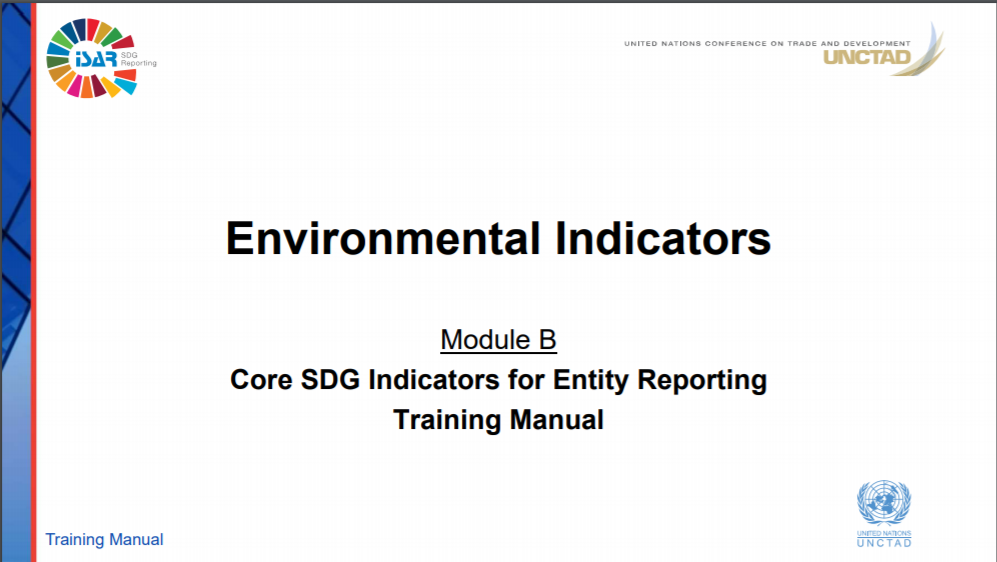 iSAR SDG
Reporting
UNITED NATIONS CONFERENCE ON TRADE AND DEVELOPMENT
UNCTAD
Environmental Indicators
Module B
Core SDG Indicators for Entity Reporting
Training Manual
Training Manual
UNITED NATIONS
UNCTAD